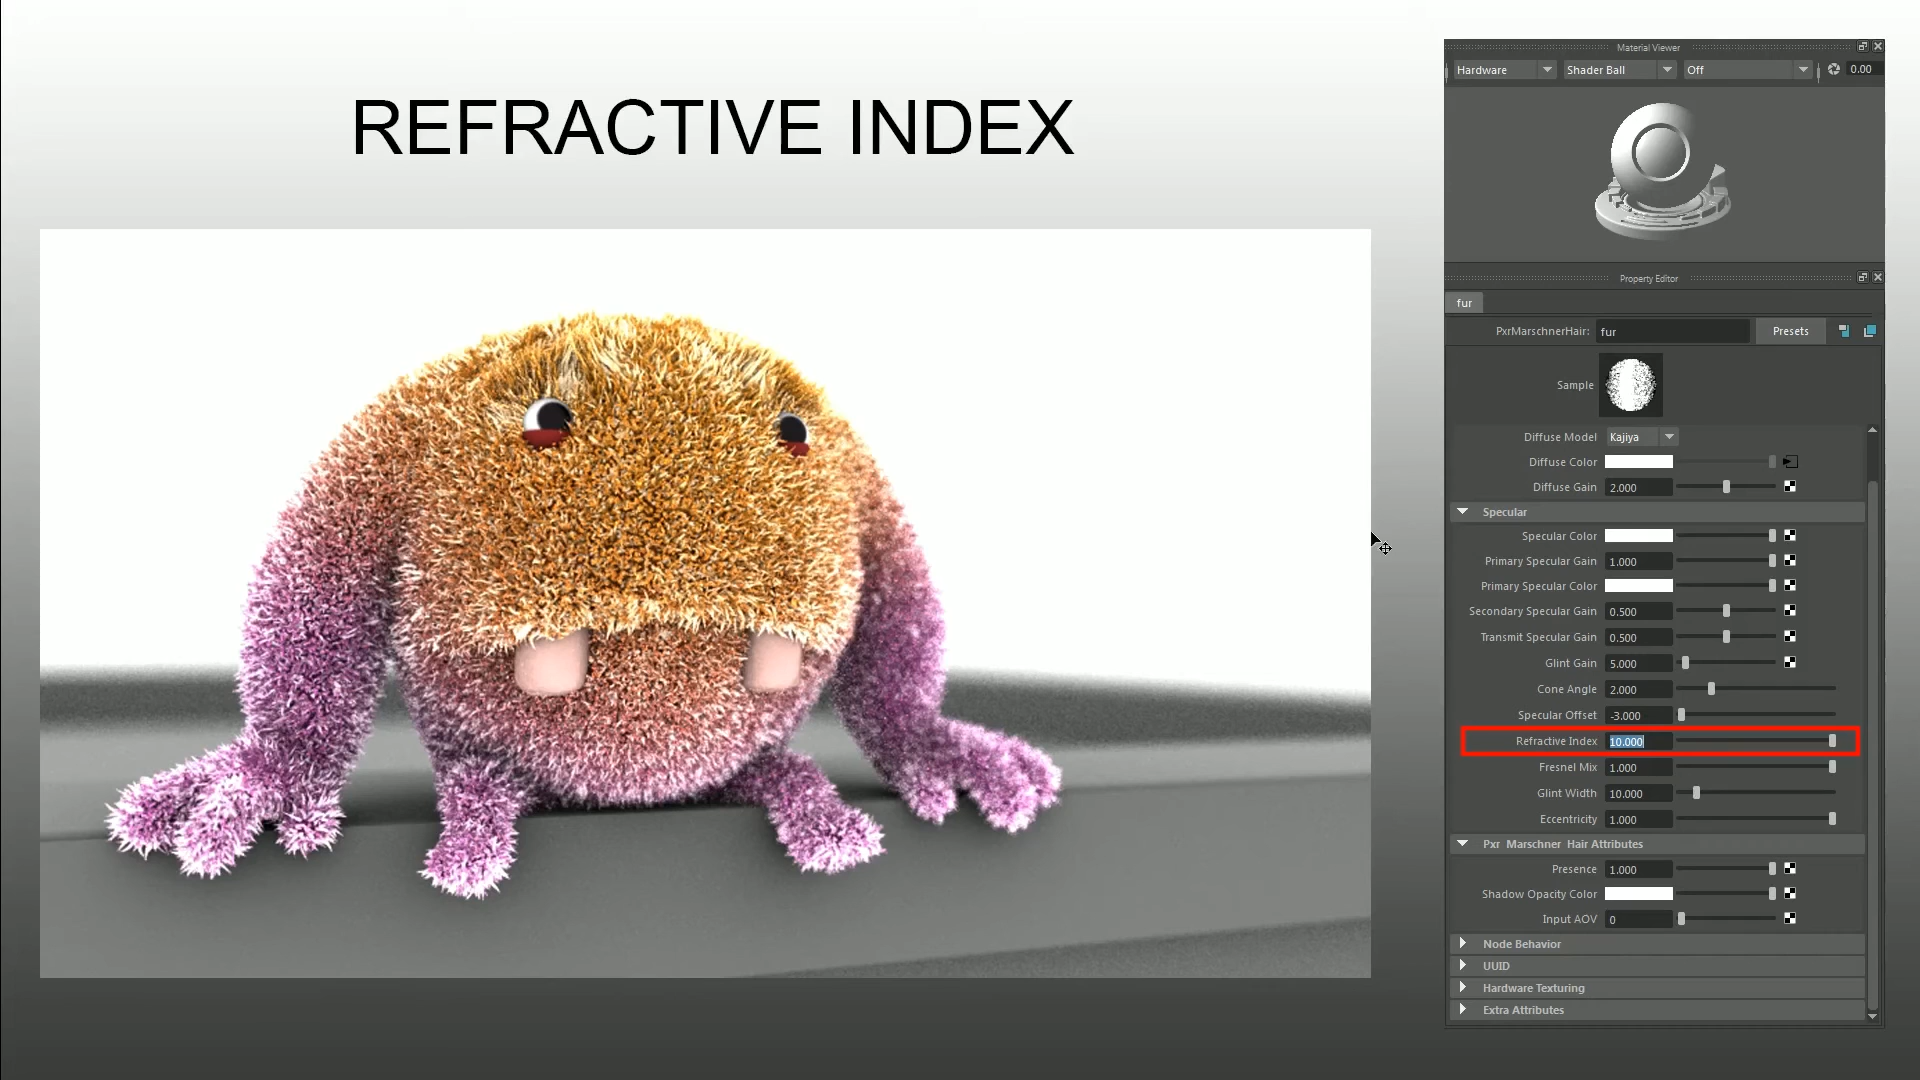 REFRACTIVE INDEX
Material Viewer
Hardware Shader Ball Off 0.00
Property Editor
fur
PxrMarschnerHair: fur Presets
Sample
Diffuse Model Kajiya
Diffuse Color
Diffuse Gain 2.000
Specular
Specular Color
Primary Specular Gain 1.000
Primary Specular Color
Secondary Specular Gain 0.500
Transmit Specular Gain 0.500
Glint Gain 5.000
Cone Angle 2.000
Specular Offset -3.000
Refractive Index 10.000
Fresnel Mix 1.000
Glint Width 10.000
Eccentricity 1.000
Pxr Marschner Hair Attributes
Presence 1.000
Shadow Opacity Color
Input AOV 0
Node Behavior
UUID
Hardware Texturing
Extra Attributes